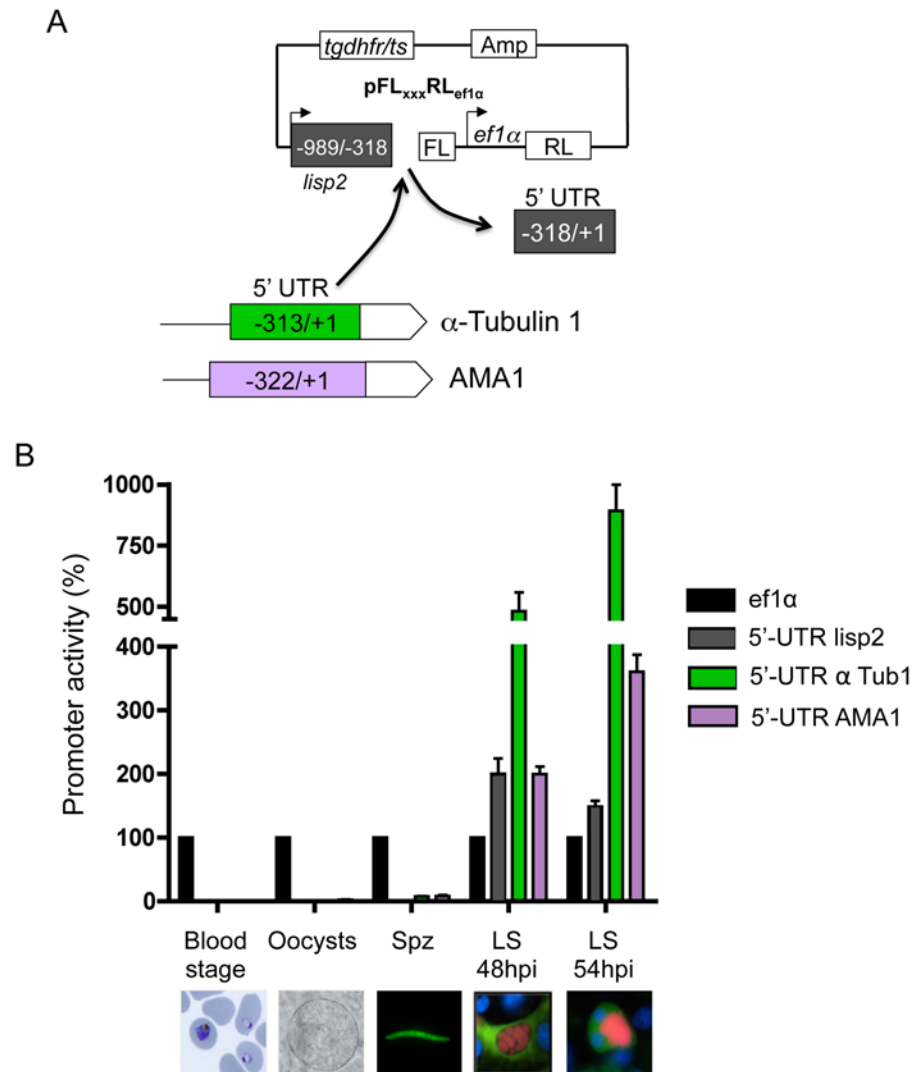 A
tgdhfr/ts
Amp
pFLxxxRLef1α
-989/-318
lisp2
FL
ef1α
RL
5' UTR
-318/+1
5' UTR
-313/+1
α-Tubulin 1
-322/+1
AMA1
B
Promoter activity (%)
1000
750
500
400
300
200
100
0
ef1α
5'-UTR lisp2
5'-UTR α Tub1
5'-UTR AMA1
Blood stage
Oocysts
Spz
LS 48hpi
LS 54hpi